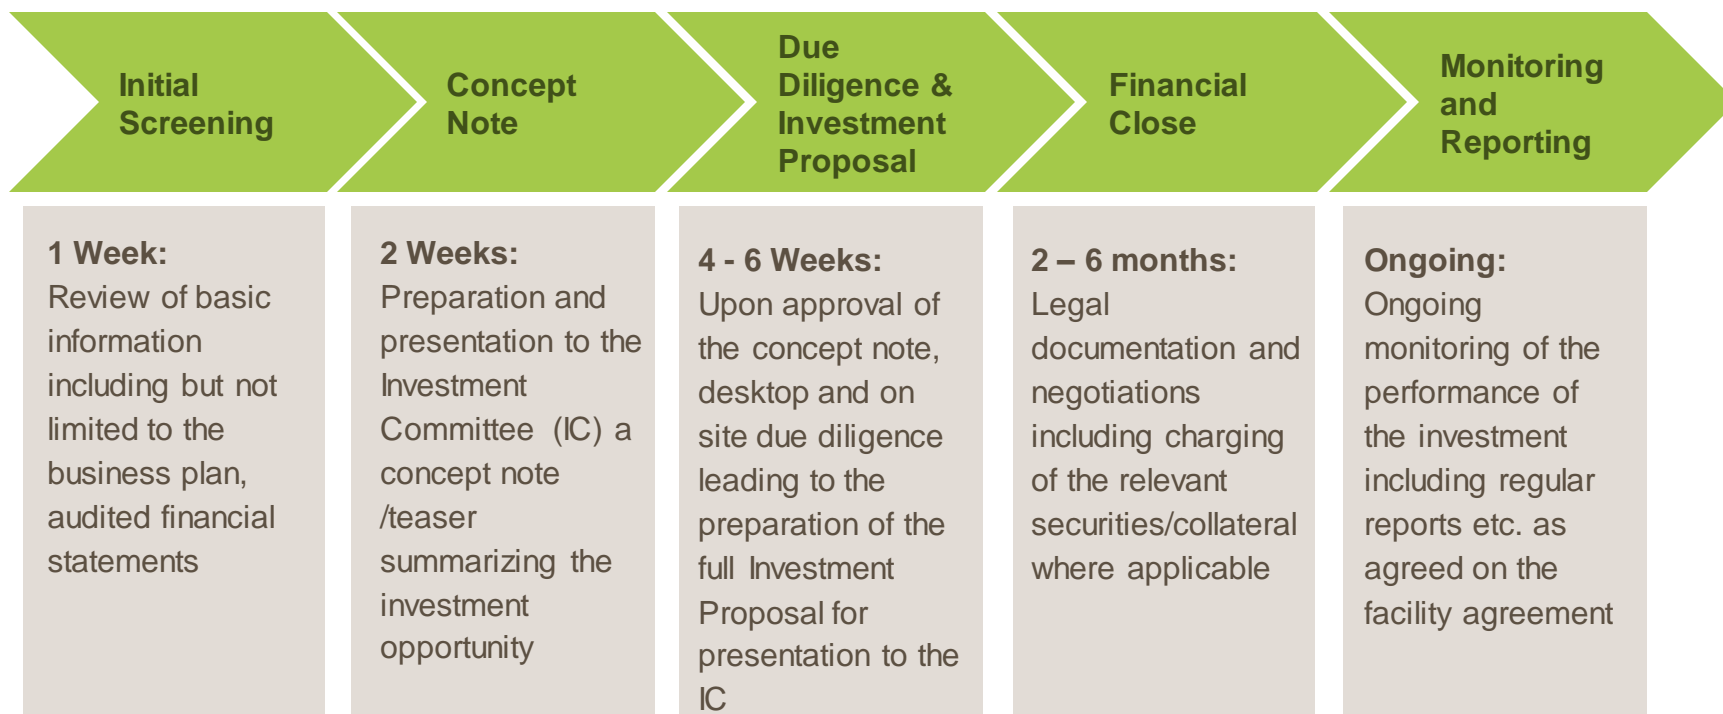 Initial
Screening
Concept
Note
Due
Diligence &
Investment
Proposal
Financial
Close
Monitoring
and
Reporting
1 Week:
Review of basic
information
including but not
limited to the
business plan,
audited financial
statements
2 Weeks:
Preparation and
presentation to the
Investment
Committee (IC) a
concept note
/teaser
summarizing the
investment
opportunity
4 - 6 Weeks:
Upon approval of
the concept note,
desktop and on
site due diligence
leading to the
preparation of the
full Investment
Proposal for
presentation to the
IC
2 – 6 months:
Legal
documentation and
negotiations
including charging
of the relevant
securities/collateral
where applicable
Ongoing:
Ongoing
monitoring of the
performance of
the investment
including regular
reports etc. as
agreed on the
facility agreement